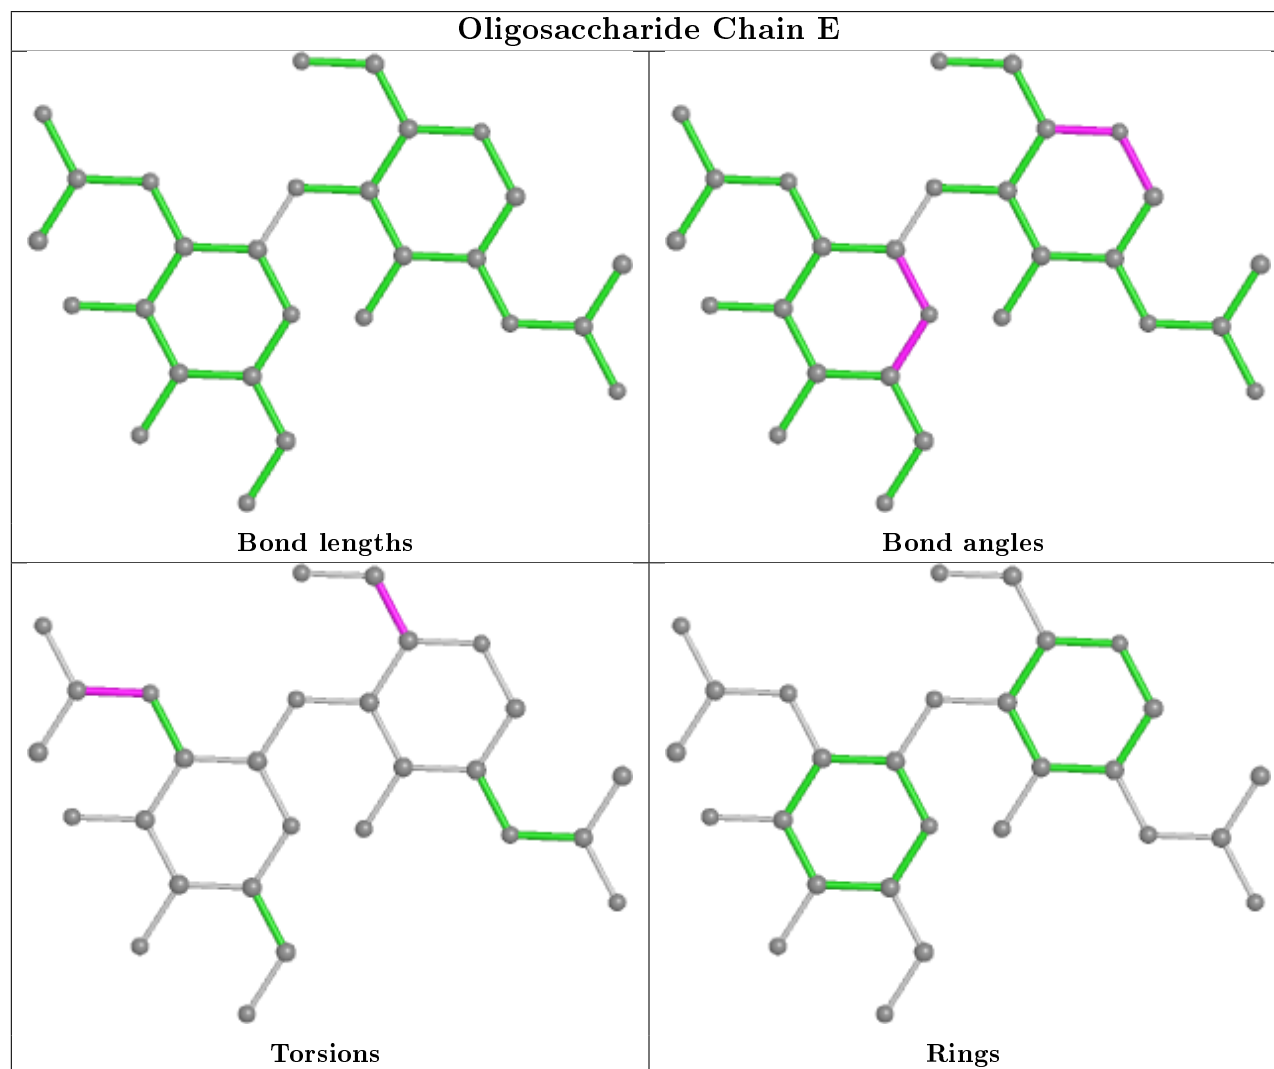 Oligosaccharide Chain E
Bond lengths
Bond angles
Torsions
Rings